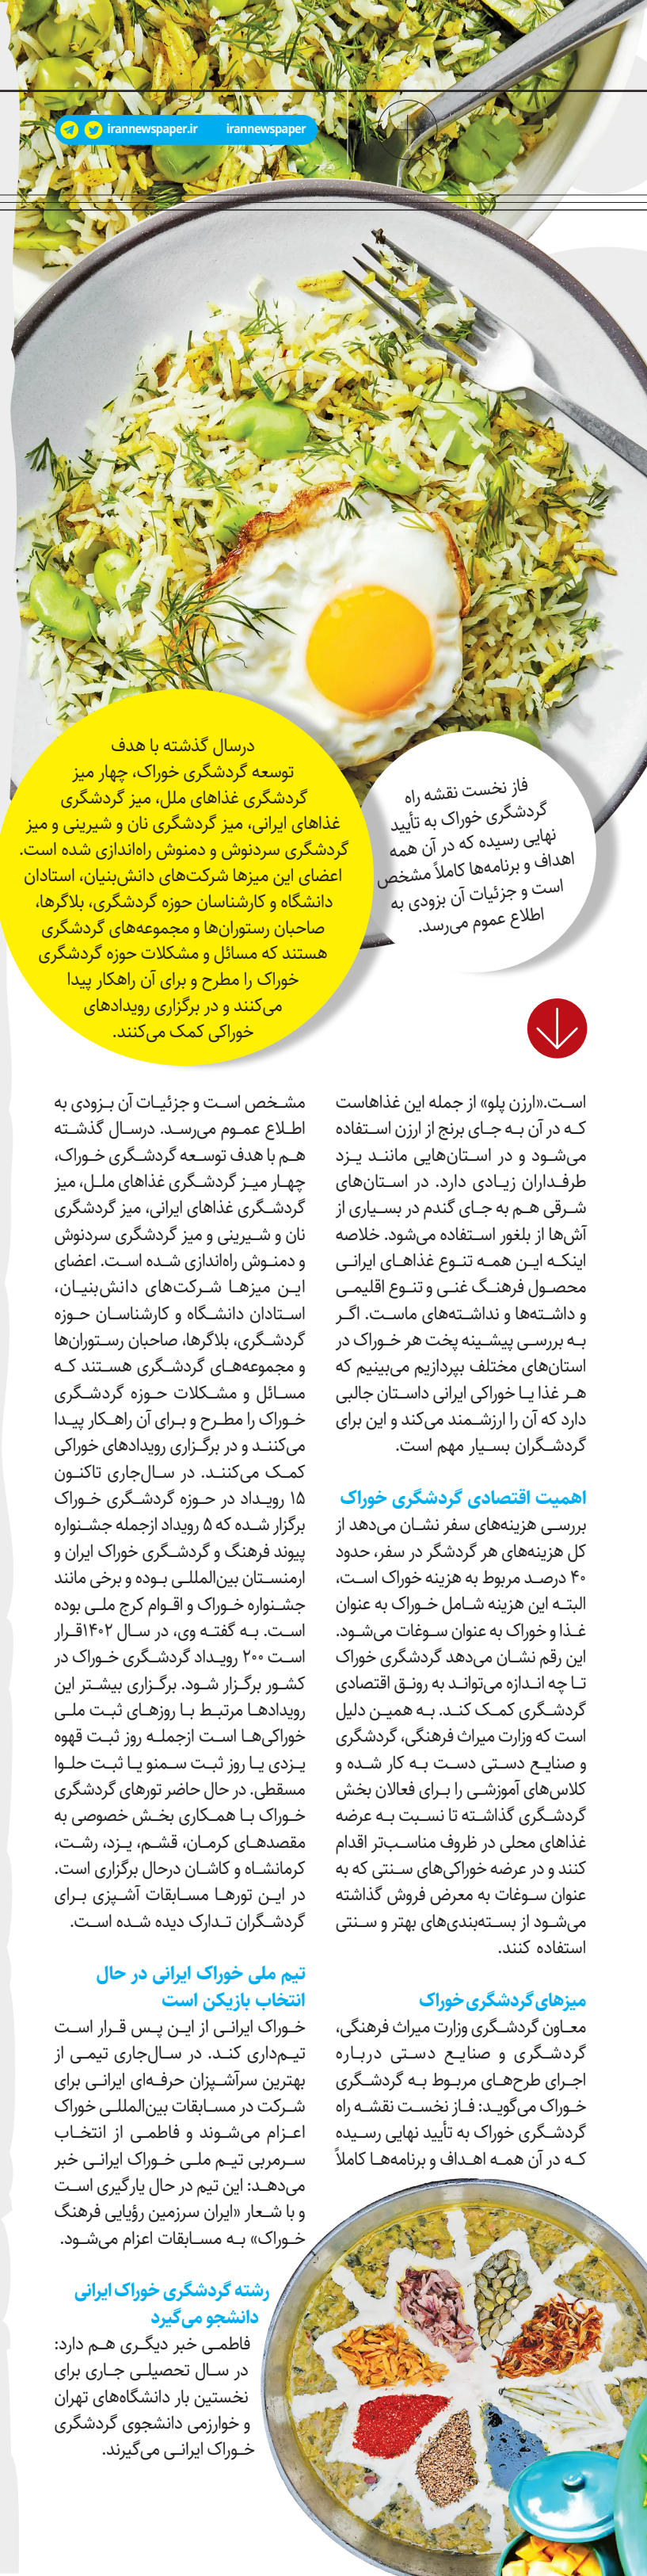 irannewspaper.ir irannewspaper
درسال گذشته با هدف
توسعه گردشگری خوراک، چهار میز
گردشگری غذاهای ملل، میز گردشگری
غذاهای ایرانی، میز گردشگری نان و شیرینی و میز
گردشگری سردنوش و دمنوش راه‌اندازی شده است.
اعضای این میزها شرکت‌های دانش‌بنیان، استادان
دانشگاه و کارشناسان حوزه گردشگری، بلاگرها،
صاحبان رستوران‌ها و مجموعه‌های گردشگری
هستند که مسائل و مشکلات حوزه گردشگری
خوراک را مطرح و برای آن راهکار پیدا
می‌کنند و در برگزاری رویدادهای
خوراکی کمک می‌کنند.
فاز نخست نقشه راه
گردشگری خوراک به تأیید
نهایی رسیده که در آن همه
اهداف و برنامه‌ها کاملاً مشخص
است و جزئیات آن بزودی به
اطلاع عموم می‌رسد.
است.«ارزن پلو» از جمله این غذاهاست
که در آن به جای برنج از ارزن استفاده
می‌شود و در استان‌هایی مانند یزد
طرفداران زیادی دارد. در استان‌های
شرقی هم به جای گندم در بسیاری از
آش‌ها از بلغور استفاده می‌شود. خلاصه
اینکه این همه تنوع غذاهای ایرانی
محصول فرهنگ غنی و تنوع اقلیمی
و داشته‌ها و نداشته‌های ماست. اگر
به بررسی پیشینه پخت هر خوراک در
استان‌های مختلف بپردازیم می‌بینیم که
هر غذا یا خوراکی ایرانی داستان جالبی
دارد که آن را ارزشمند می‌کند و این برای
گردشگران بسیار مهم است.
اهمیت اقتصادی گردشگری خوراک
بررسی هزینه‌های سفر نشان می‌دهد از
کل هزینه‌های هر گردشگر در سفر، حدود
۴۰ درصد مربوط به هزینه خوراک است،
البته این هزینه شامل خوراک به عنوان
غذا و خوراک به عنوان سوغات می‌شود.
این رقم نشان می‌دهد گردشگری خوراک
تا چه اندازه می‌تواند به رونق اقتصادی
گردشگری کمک کند. به همین دلیل
است که وزارت میراث فرهنگی، گردشگری
و صنایع دستی دست به کار شده و
کلاس‌های آموزشی را برای فعالان بخش
گردشگری گذاشته تا نسبت به عرضه
غذاهای محلی در ظروف مناسب‌تر اقدام
کنند و در عرضه خوراکی‌های سنتی که به
عنوان سوغات به معرض فروش گذاشته
می‌شود از بسته‌بندی‌های بهتر و سنتی
استفاده کنند.
میزهای گردشگری خوراک
معاون گردشگری وزارت میراث فرهنگی،
گردشگری و صنایع دستی درباره
اجرای طرح‌های مربوط به گردشگری
خوراک می‌گوید: فاز نخست نقشه راه
گردشگری خوراک به تأیید نهایی رسیده
که در آن همه اهداف و برنامه‌ها کاملاً
مشخص است و جزئیات آن بزودی به
اطلاع عموم می‌رسد. درسال گذشته
هم با هدف توسعه گردشگری خوراک،
چهار میز گردشگری غذاهای ملل، میز
گردشگری غذاهای ایرانی، میز گردشگری
نان و شیرینی و میز گردشگری سردنوش
و دمنوش راه‌اندازی شده است. اعضای
این میزها شرکت‌های دانش‌بنیان،
استادان دانشگاه و کارشناسان حوزه
گردشگری، بلاگرها، صاحبان رستوران‌ها
و مجموعه‌های گردشگری هستند که
مسائل و مشکلات حوزه گردشگری
خوراک را مطرح و برای آن راهکار پیدا
می‌کنند و در برگزاری رویدادهای خوراکی
کمک می‌کنند. در سال‌جاری تاکنون
۱۵ رویداد در حوزه گردشگری خوراک
برگزار شده که ۵ رویداد ازجمله جشنواره
پیوند فرهنگ و گردشگری خوراک ایران و
ارمنستان بین‌المللی بوده و برخی مانند
جشنواره خوراک و اقوام کرج ملی بوده
است. به گفته وی، در سال ۱۴۰۲قرار
است ۲۰۰ رویداد گردشگری خوراک در
کشور برگزار شود. برگزاری بیشتر این
رویدادها مرتبط با روزهای ثبت ملی
خوراکی‌ها است ازجمله روز ثبت قهوه
یزدی یا روز ثبت سمنو یا ثبت حلوا
مسقطی. در حال حاضر تورهای گردشگری
خوراک با همکاری بخش خصوصی به
مقصدهای کرمان، قشم، یزد، رشت،
کرمانشاه و کاشان درحال برگزاری است.
در این تورها مسابقات آشپزی برای
گردشگران تدارک دیده شده است.
تیم ملی خوراک ایرانی در حال
انتخاب بازیکن است
خوراک ایرانی از این پس قرار است
تیم‌داری کند. در سال‌جاری تیمی از
بهترین سرآشپزان حرفه‌ای ایرانی برای
شرکت در مسابقات بین‌المللی خوراک
اعزام می‌شوند و فاطمی از انتخاب
سرمربی تیم ملی خوراک ایرانی خبر
می‌دهد: این تیم در حال یارگیری است
و با شعار «ایران سرزمین رؤیایی فرهنگ
خوراک» به مسابقات اعزام می‌شود.
رشته گردشگری خوراک ایرانی
دانشجو می‌گیرد
فاطمی خبر دیگری هم دارد:
در سال تحصیلی جاری برای
نخستین بار دانشگاه‌های تهران
و خوارزمی دانشجوی گردشگری
خوراک ایرانی می‌گیرند.